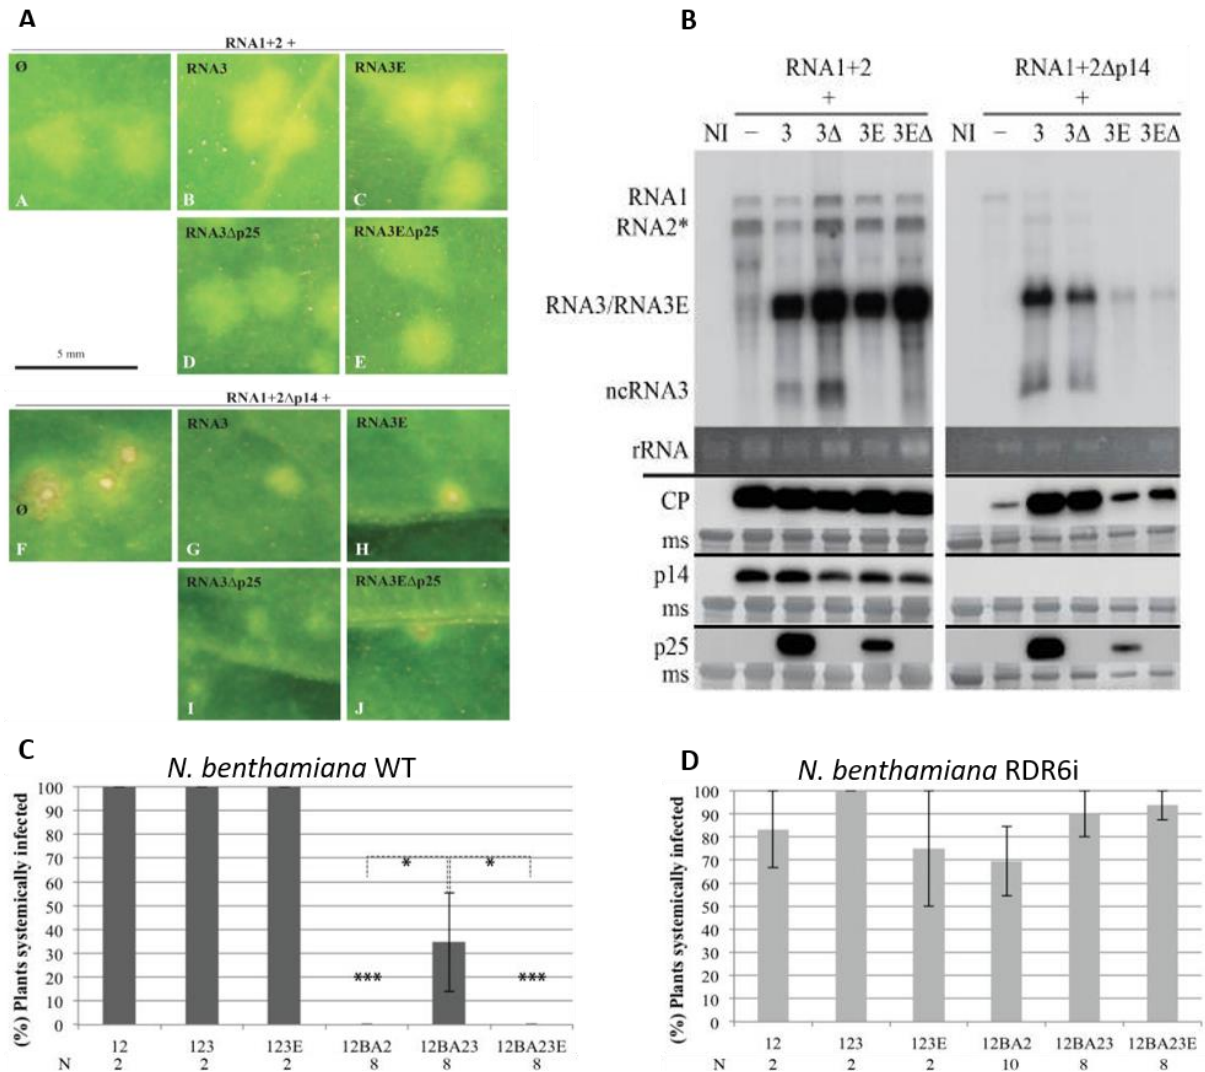 A
RNA1+2 +
Ø
RNA3
RNA3E
A
B
C
RNA3Δp25
RNA3EΔp25
D
E
5 mm
RNA1+2Δp14 +
Ø
RNA3
RNA3E
F
G
H
RNA3Δp25
RNA3EΔp25
I
J
B
RNA1+2
+
RNA1+2Δp14
+
NI – 3 3Δ 3E 3EΔ
NI – 3 3Δ 3E 3EΔ
RNA1
RNA2*
RNA3/RNA3E
ncRNA3
rRNA
CP
ms
p14
ms
p25
ms
C
N. benthamiana WT
(%) Plants systemically infected
100
90
80
70
60
50
40
30
20
10
0
* *
*** ***
12 123 123E 12BA2 12BA23 12BA23E
N 2 2 2 8 8 8
D
N. benthamiana RDR6i
(%) Plants systemically infected
100
90
80
70
60
50
40
30
20
10
0
12 123 123E 12BA2 12BA23 12BA23E
N 2 2 2 10 8 8